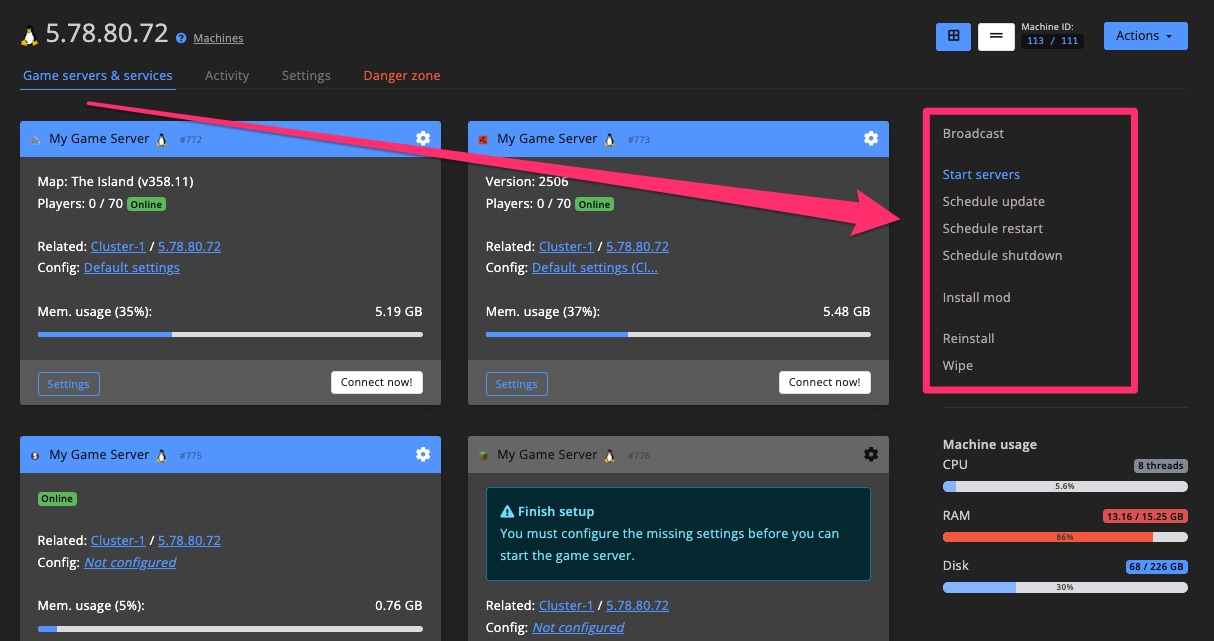 5.78.80.72 ? Machines
Machine ID:
113 / 111
Actions
Game servers & services Activity Settings Danger zone
My Game Server #772
Map: The Island (v358.11)
Players: 0 / 70 Online
Related: Cluster-1 / 5.78.80.72
Config: Default settings
Mem. usage (35%): 5.19 GB
Settings Connect now!
My Game Server #773
Version: 2506
Players: 0 / 70 Online
Related: Cluster-1 / 5.78.80.72
Config: Default settings (Cl...
Mem. usage (37%): 5.48 GB
Settings Connect now!
Broadcast
Start servers
Schedule update
Schedule restart
Schedule shutdown
Install mod
Reinstall
Wipe
My Game Server #775
Online
Related: Cluster-1 / 5.78.80.72
Config: Not configured
Mem. usage (5%): 0.76 GB
My Game Server #776
Finish setup
You must configure the missing settings before you can
start the game server.
Related: Cluster-1 / 5.78.80.72
Config: Not configured
Machine usage
CPU 8 threads
5.6%
RAM 13.16 / 15.25 GB
86%
Disk 68 / 226 GB
30%